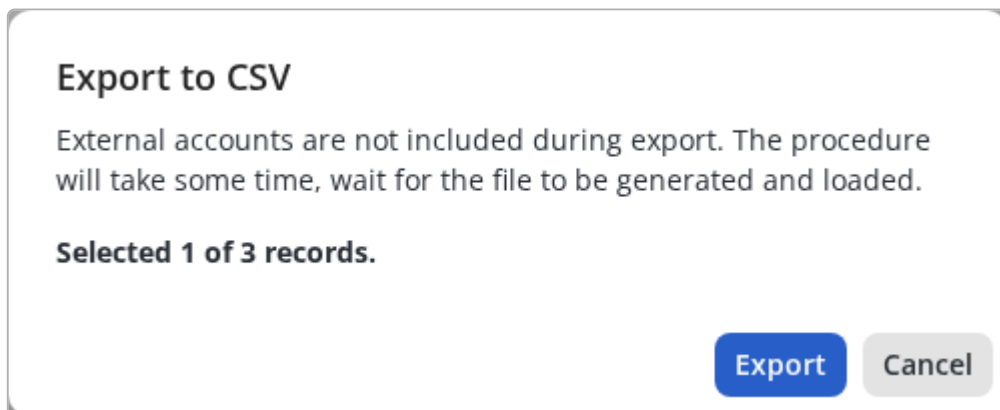 Export to CSV
External accounts are not included during export. The procedure
will take some time, wait for the file to be generated and loaded.
Selected 1 of 3 records.
Export
Cancel